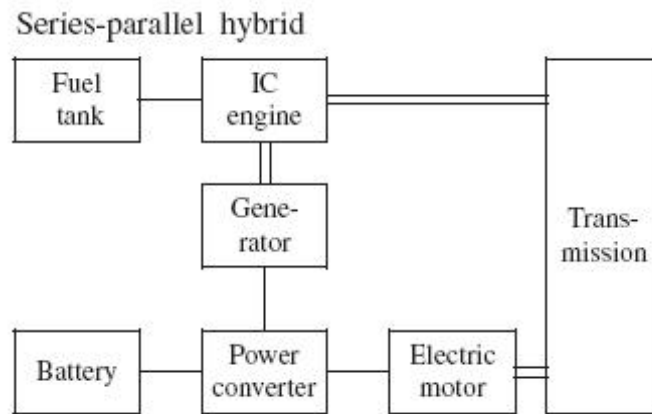 Series-parallel hybrid
Fuel
tank
IC
engine
Gene-
rator
Trans-
mission
Battery
Power
converter
Electric
motor